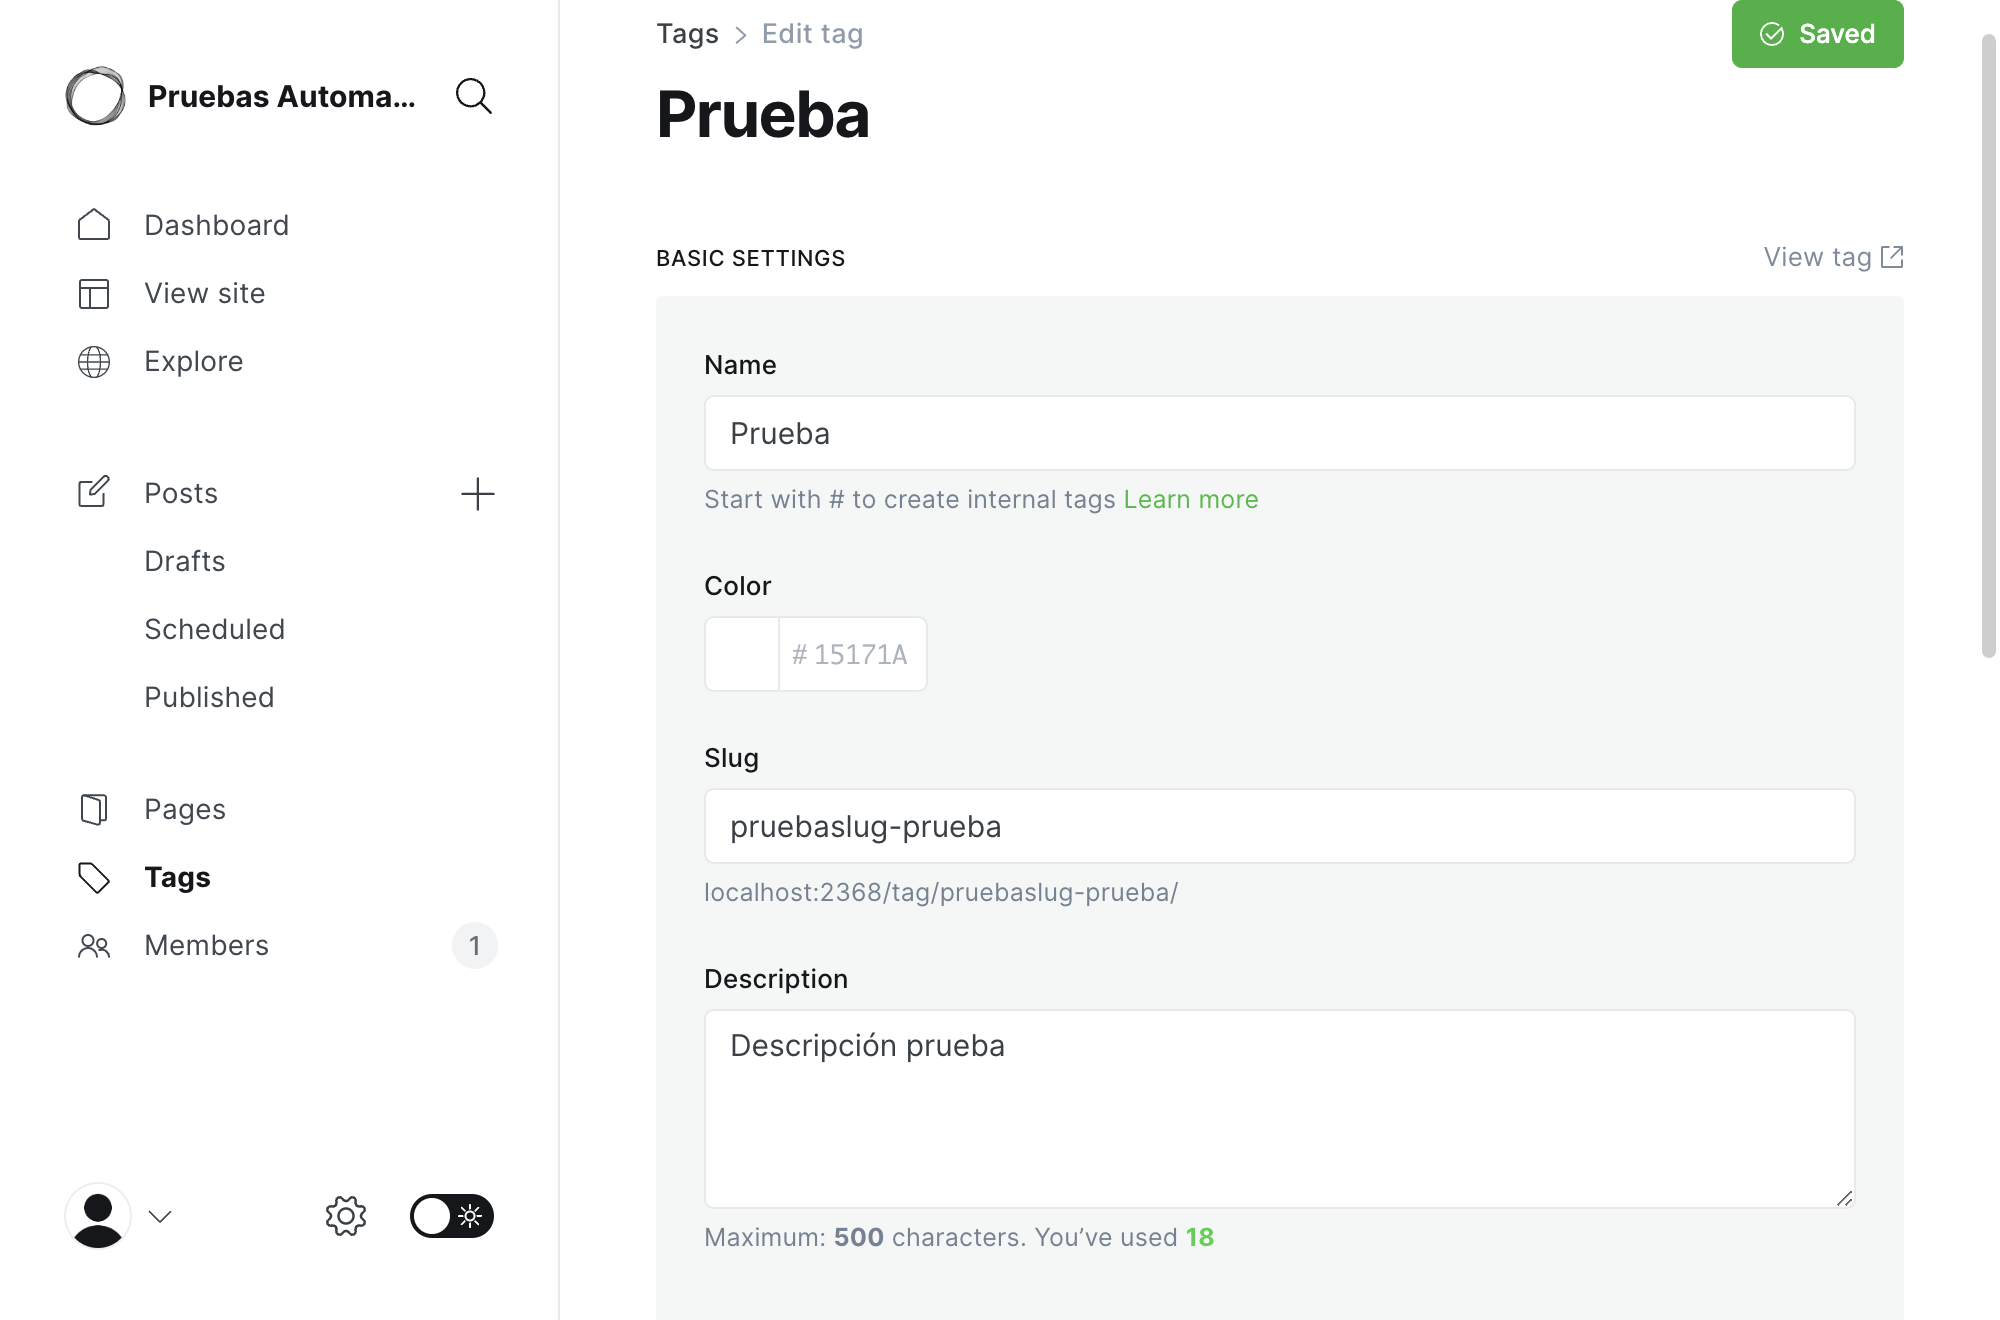 Pruebas Automa...
Dashboard
View site
Explore
Posts
Drafts
Scheduled
Published
Pages
Tags
Members 1
Tags > Edit tag
Saved
Prueba
BASIC SETTINGS
View tag
Name
Prueba
Start with # to create internal tags Learn more
Color
# 15171A
Slug
pruebaslug-prueba
localhost:2368/tag/pruebaslug-prueba/
Description
Descripción prueba
Maximum: 500 characters. You’ve used 18